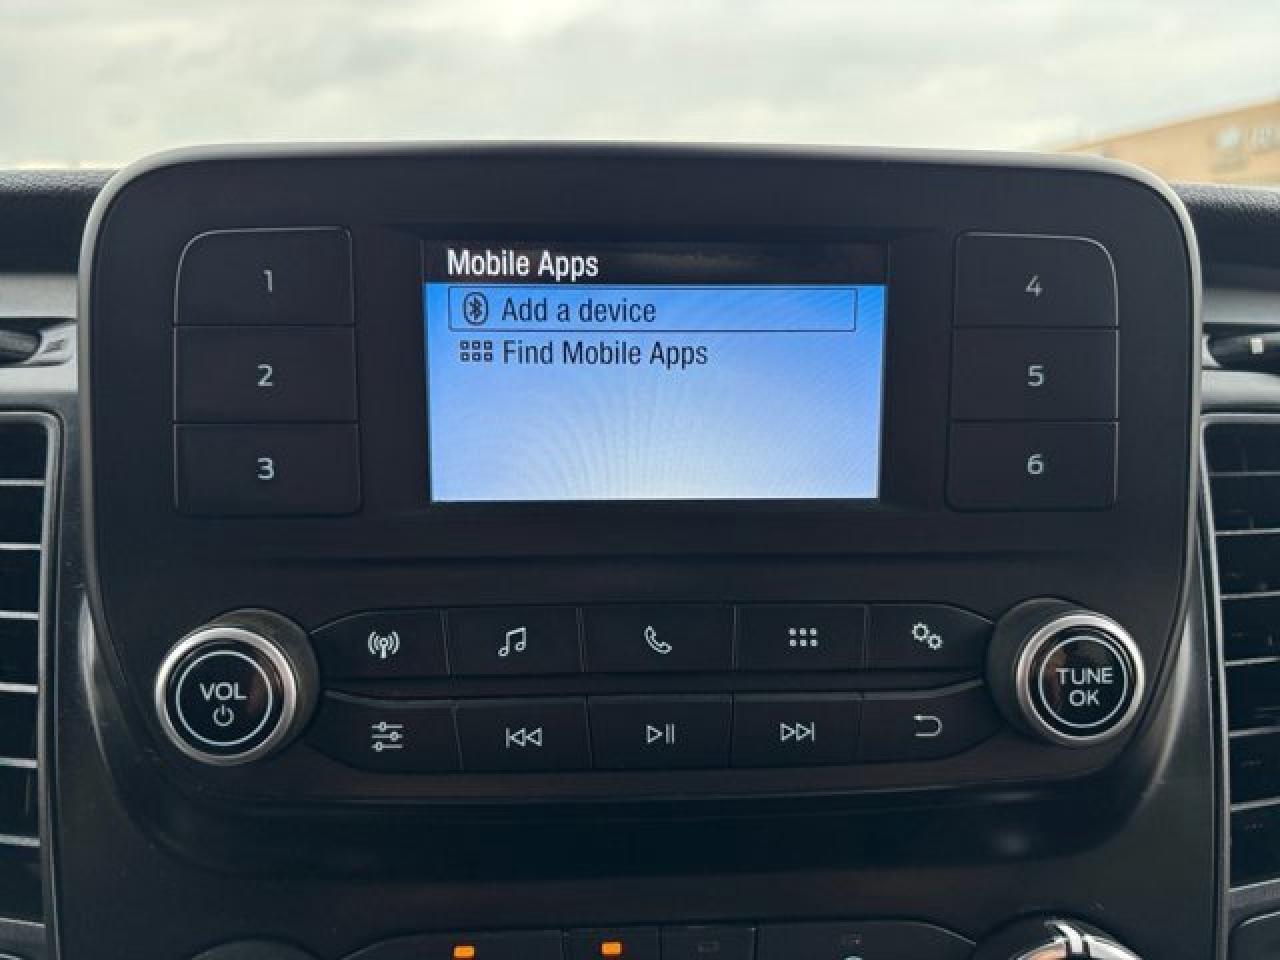 Mobile Apps
Add a device
Find Mobile Apps
1
2
3
4
5
6
VOL
TUNE
OK